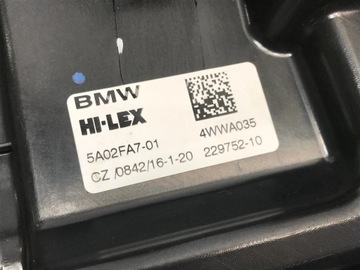 BMW
HI-LEX
5A02FA7-01 4WWA035
CZ /0842/16-1-20 229752-10